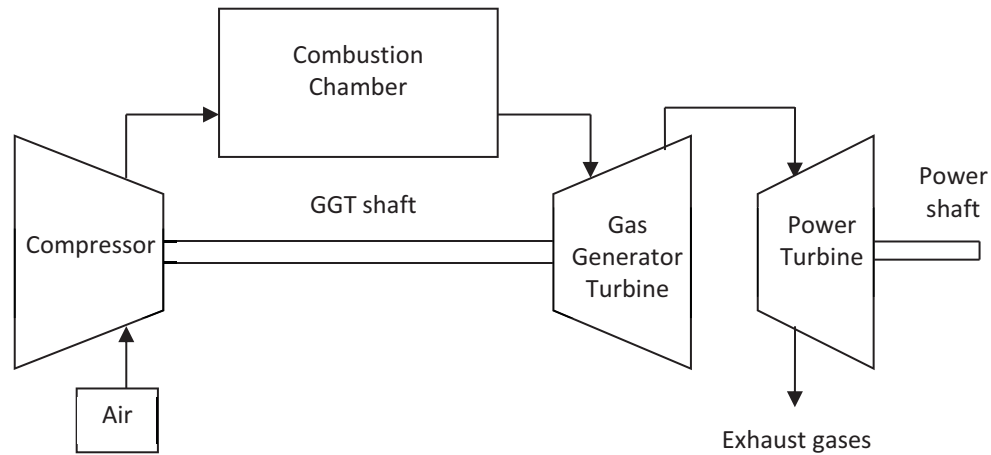 Combustion
Chamber
GGT shaft
Power
shaft
Compressor
Gas
Generator
Turbine
Power
Turbine
Air
Exhaust gases